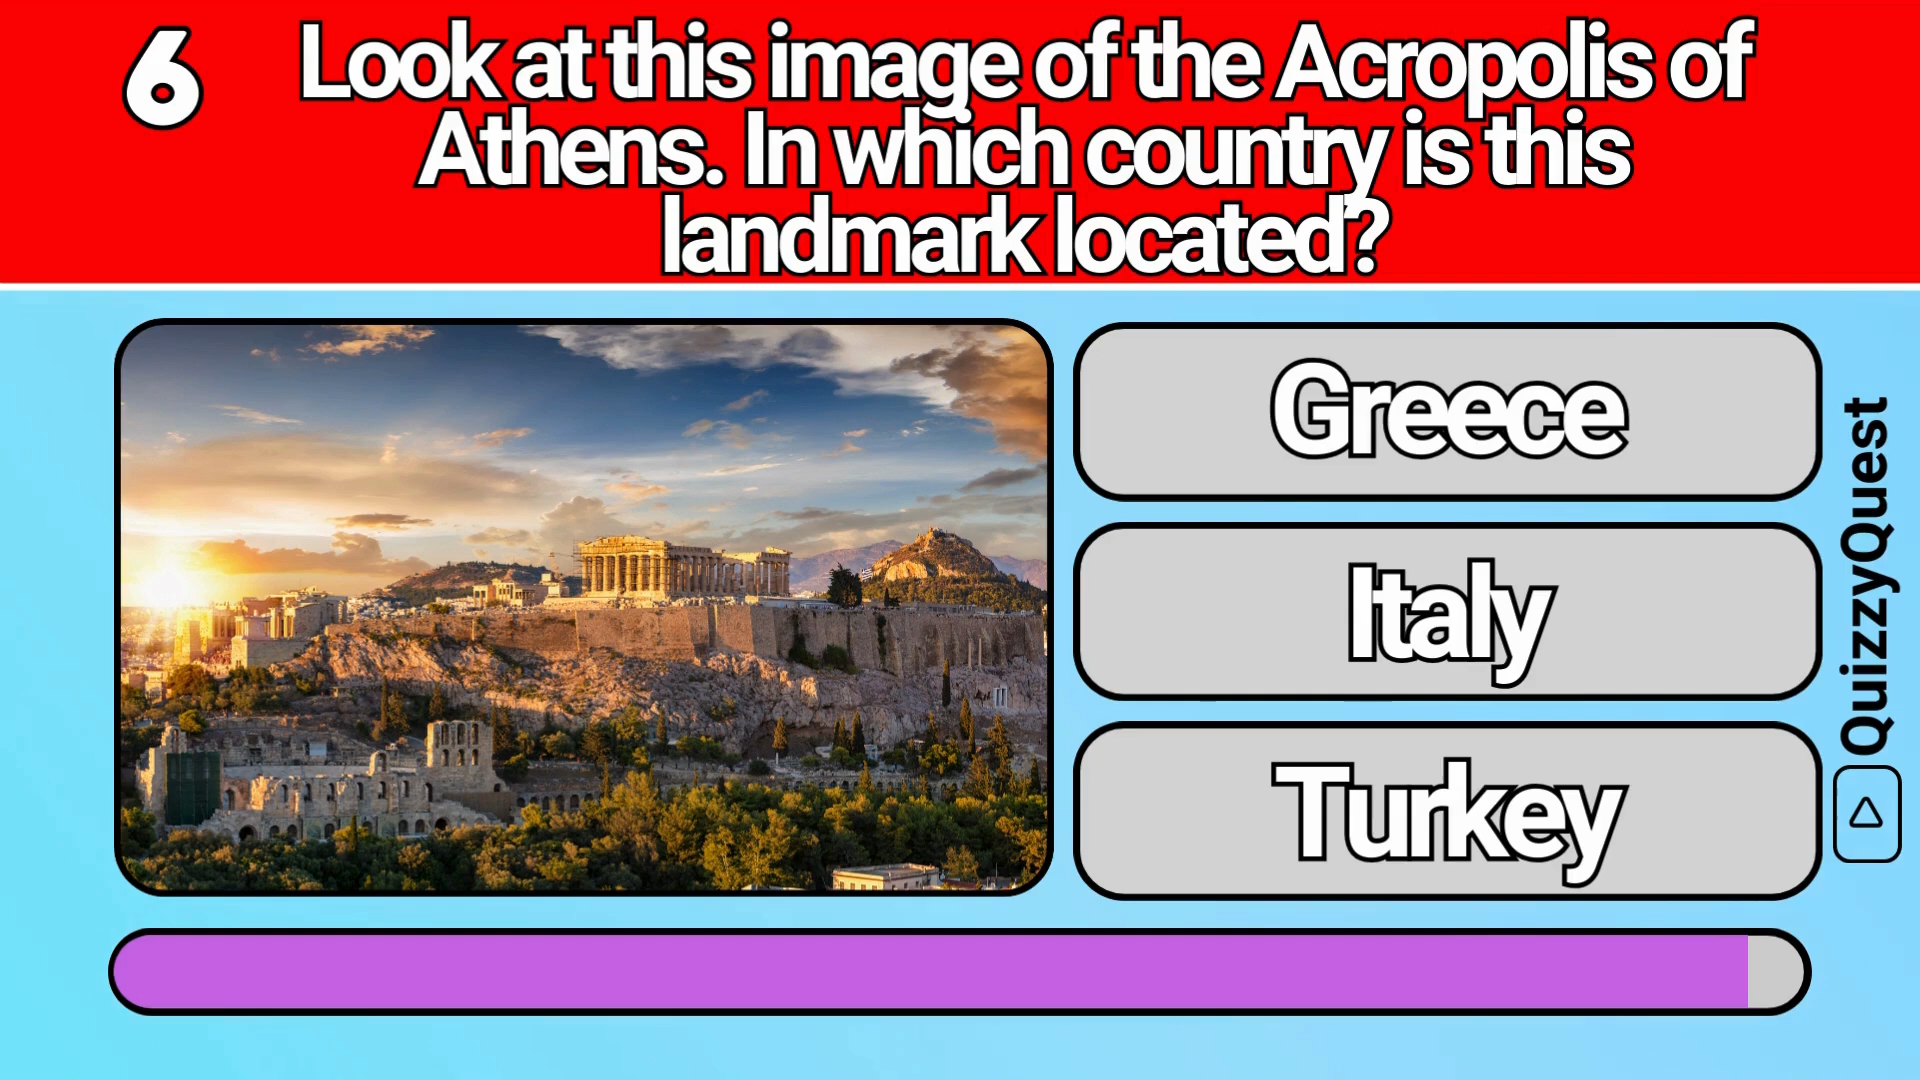 6
Look at this image of the Acropolis of
Athens. In which country is this
landmark located?
Greece
Italy
Turkey
QuizzyQuest